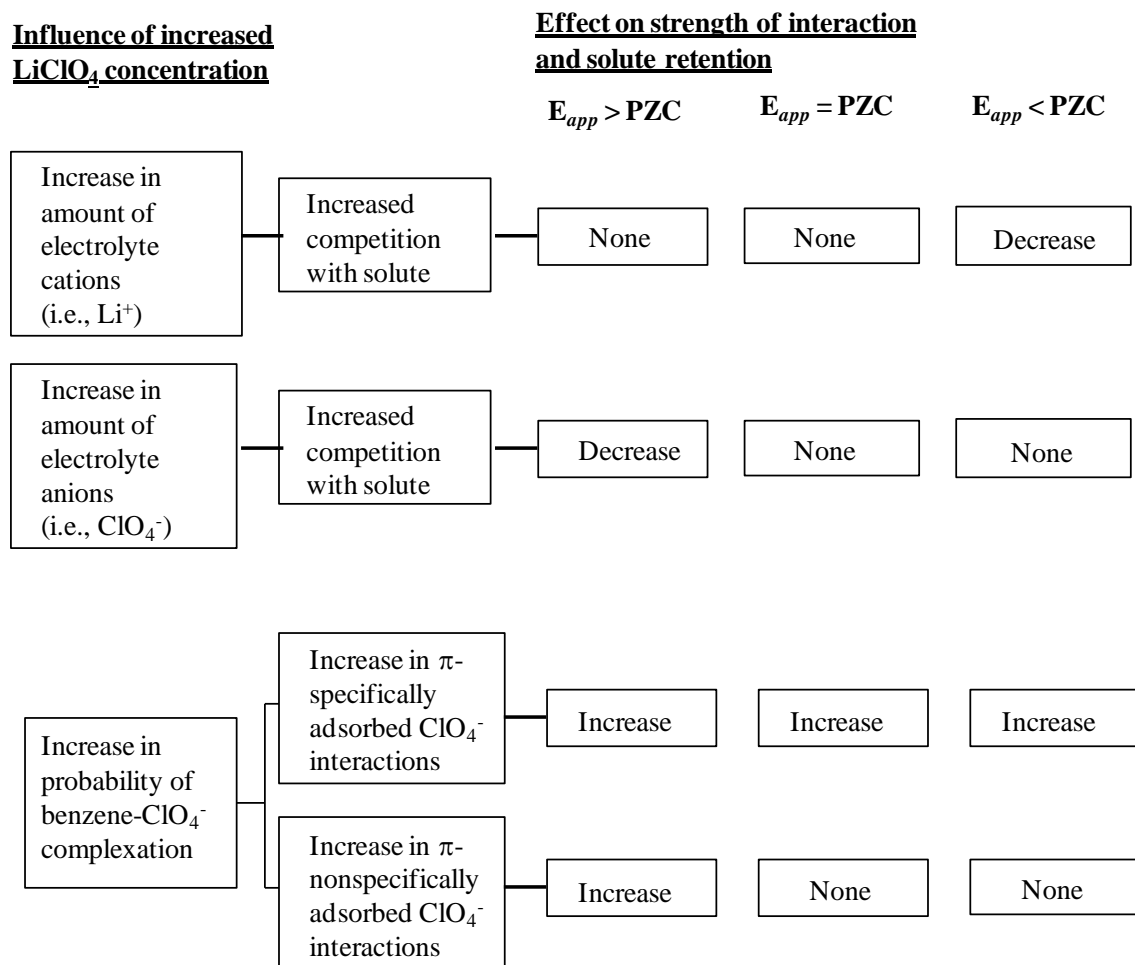 Influence of increased
LiClO₄ concentration
Effect on strength of interaction
and solute retention
E_app > PZC
E_app = PZC
E_app < PZC
Increase in
amount of
electrolyte
cations
(i.e., Li⁺)
Increased
competition
with solute
None
None
Decrease
Increase in
amount of
electrolyte
anions
(i.e., ClO₄⁻)
Increased
competition
with solute
Decrease
None
None
Increase in
probability of
benzene-ClO₄⁻
complexation
Increase in π-
specifically
adsorbed ClO₄⁻
interactions
Increase
Increase
Increase
Increase in π-
nonspecifically
adsorbed ClO₄⁻
interactions
Increase
None
None